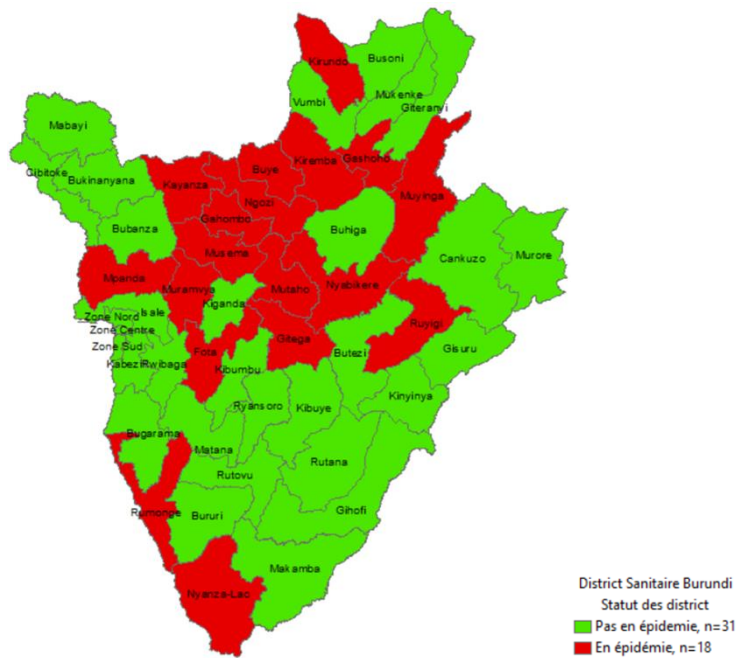 Kirundo
Busoni
Mukenke
Vumbi
Giteranyi
Mabayi
Cibitoke
Bukinanyana
Kayanza
Buye
Kiremba
Gashoho
Muyinga
Ngozi
Gahombo
Bubanza
Buhiga
Musema
Cankuzo
Murore
Mpanda
Muramvya
Kiganda
Mutaho
Nyabikere
Zone Nord
Isale
Zone Centre
Zone Sud
Ruyigi
Gitega
Fota
Butezi
Gisuru
Kabezi
Rwibaga
Kibumbu
Ryansoro
Kibuye
Kinyinya
Bugarama
Matana
Rutovu
Rutana
Rumonge
Bururi
Gihofi
Makamba
Nyanza-Lac
District Sanitaire Burundi
Statut des district
Pas en épidemie, n=31
En épidémie, n=18